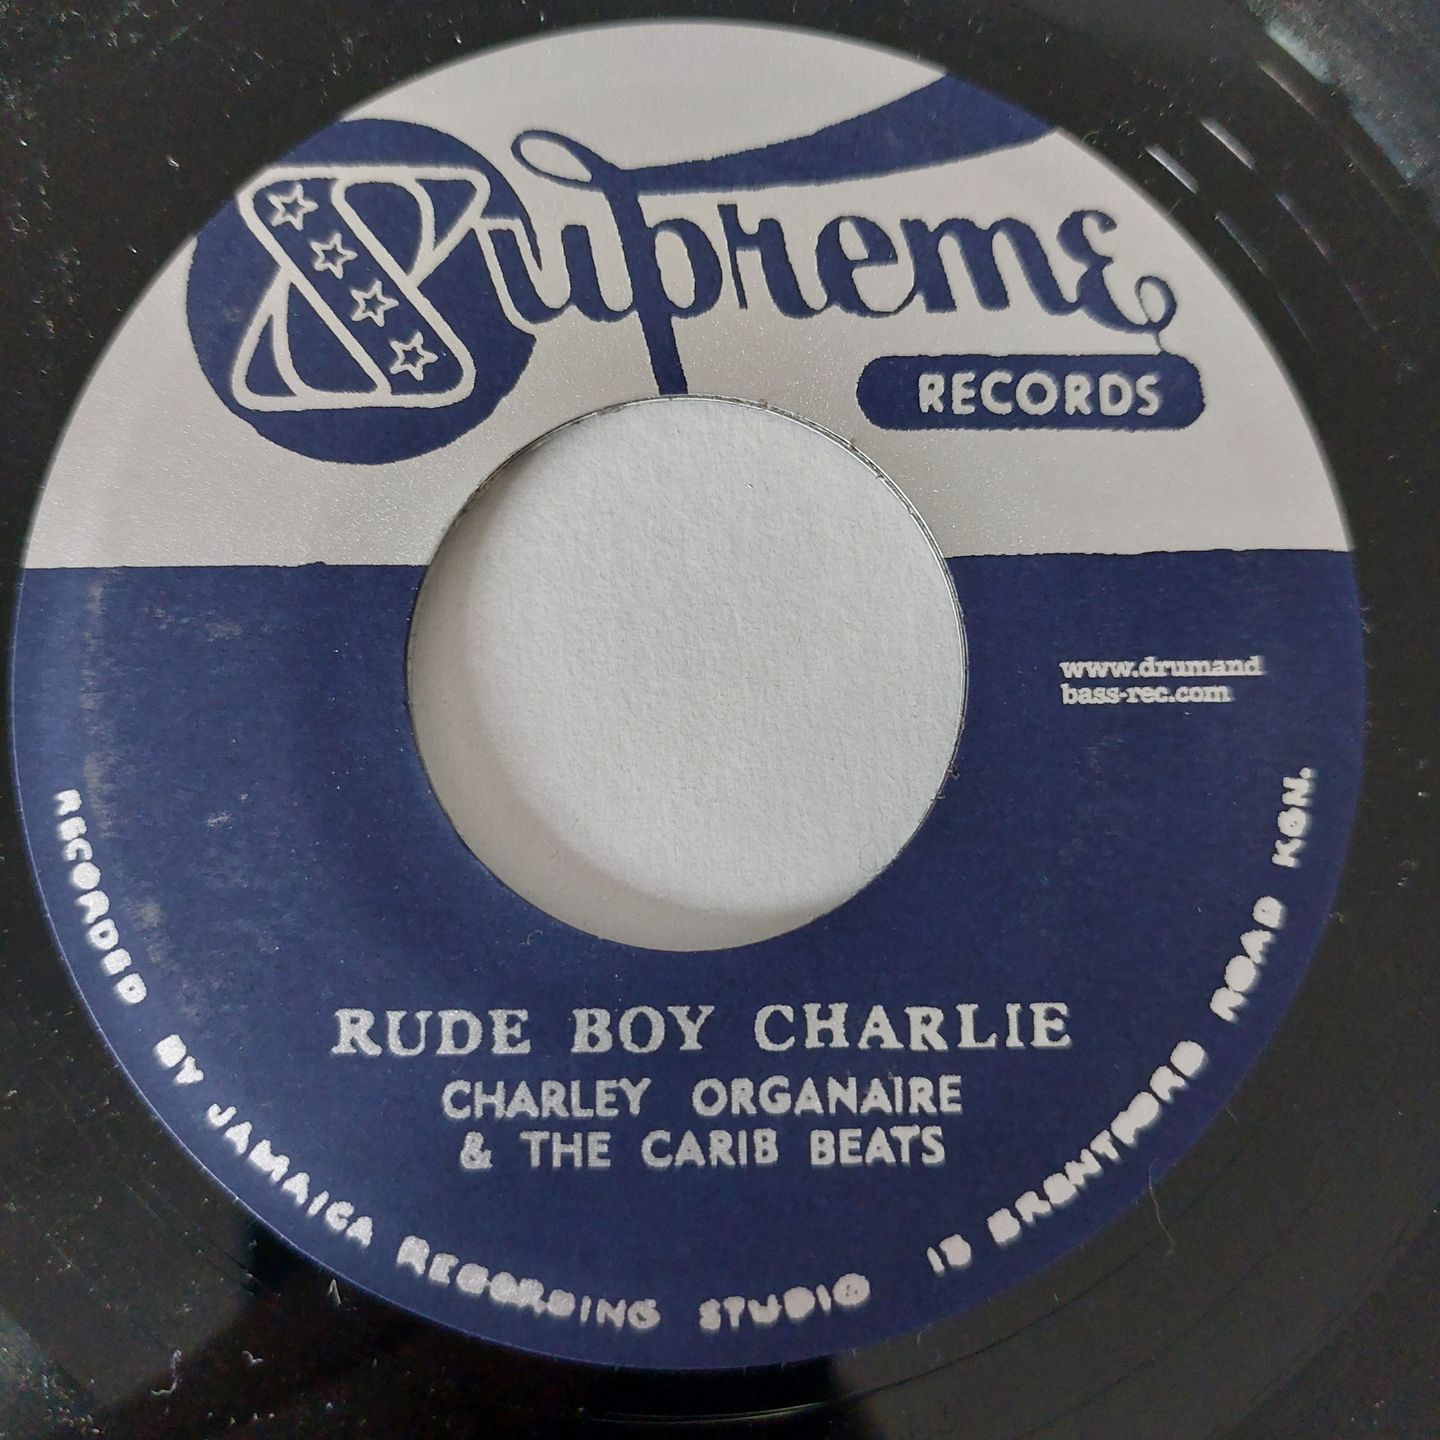 Supreme
RECORDS
www.drumand
bass-rec.com
RUDE BOY CHARLIE
CHARLEY ORGANAIRE
& THE CARIB BEATS
RECORDED BY JAMAICA RECORDING STUDIO 13 BRENTFORD ROAD KGN.